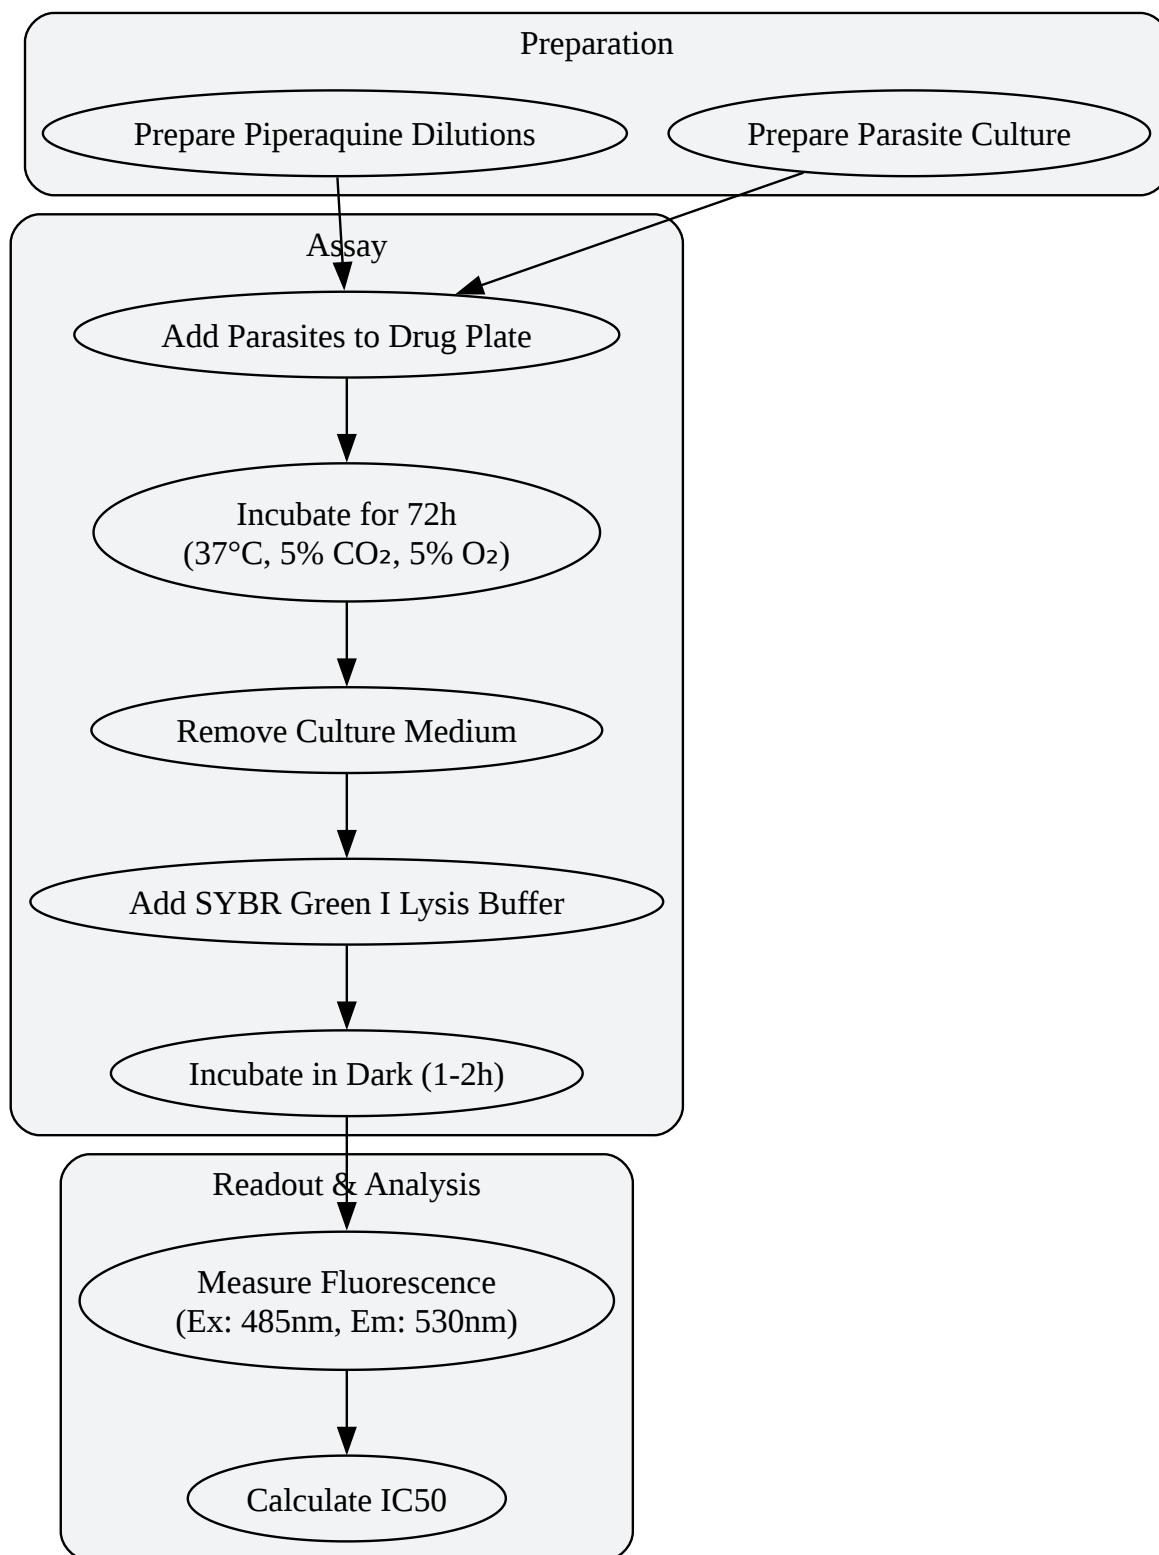 Preparation
Prepare Piperaquine Dilutions
Prepare Parasite Culture
Assay
Add Parasites to Drug Plate
Incubate for 72h
(37°C, 5% CO₂, 5% O₂)
Remove Culture Medium
Add SYBR Green I Lysis Buffer
Incubate in Dark (1-2h)
Readout & Analysis
Measure Fluorescence
(Ex: 485nm, Em: 530nm)
Calculate IC50